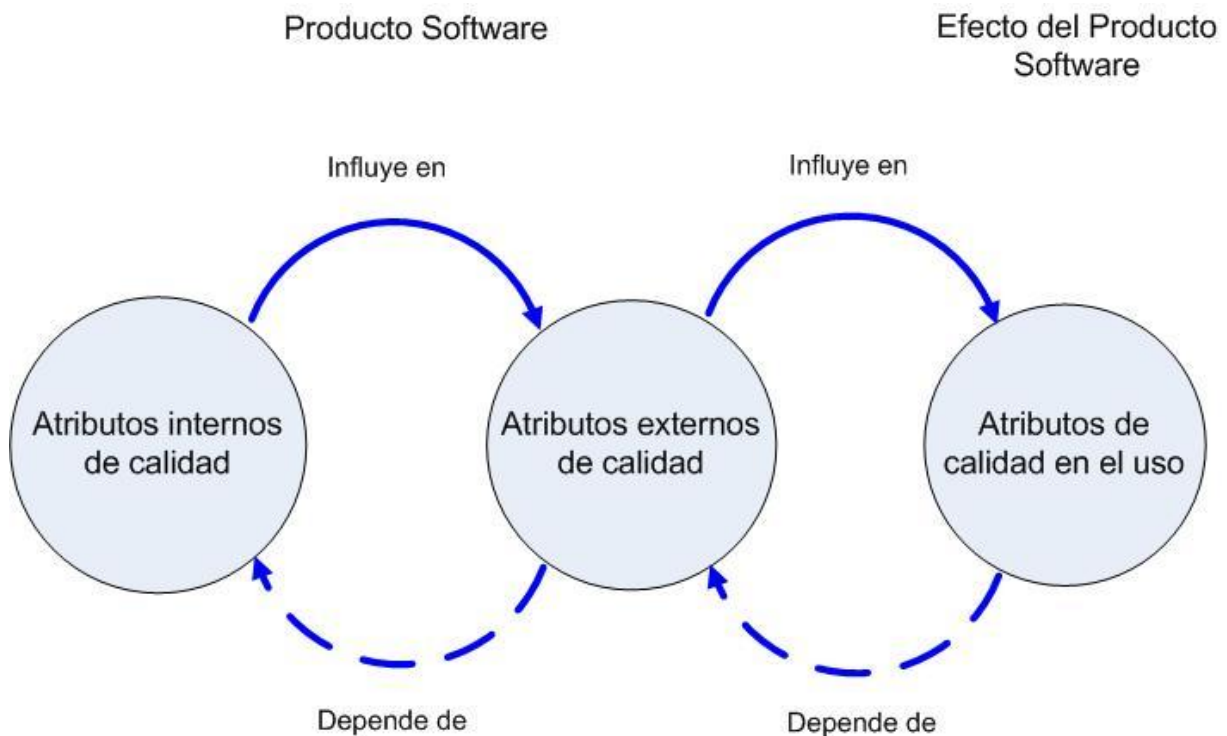 Producto Software
Efecto del Producto
Software
Influye en
Influye en
Atributos internos
de calidad
Atributos externos
de calidad
Atributos de
calidad en el uso
Depende de
Depende de